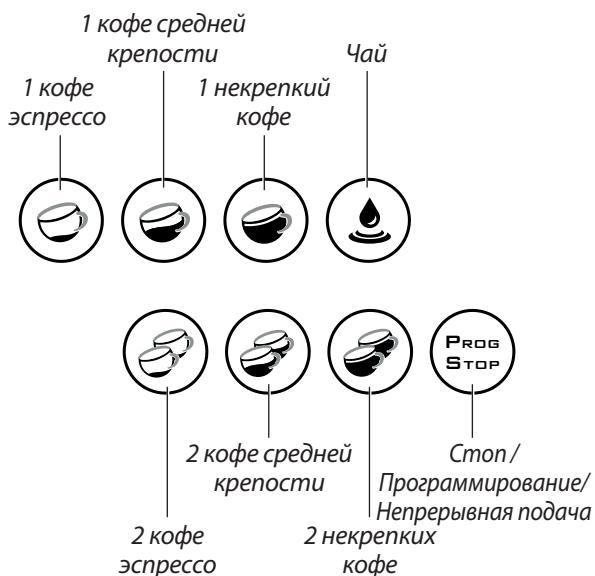 1 кофе средней
крепости
Чай
1 кофе
эспрессо
1 некрепкий
кофе
PROG
STOP
2 кофе средней
крепости
Стоп /
Программирование/
Непрерывная подача
2 кофе
эспрессо
2 некрепких
кофе